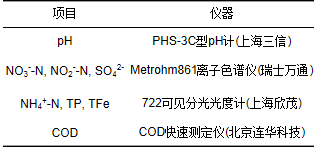 项目 仪器
pH PHS-3C型pH计(上海三信)
NO₃⁻-N, NO₂⁻-N, SO₄²⁻ Metrohm861离子色谱仪(瑞士万通)
NH₄⁺-N, TP, TFe 722可见分光光度计(上海欣茂)
COD COD快速测定仪(北京连华科技)